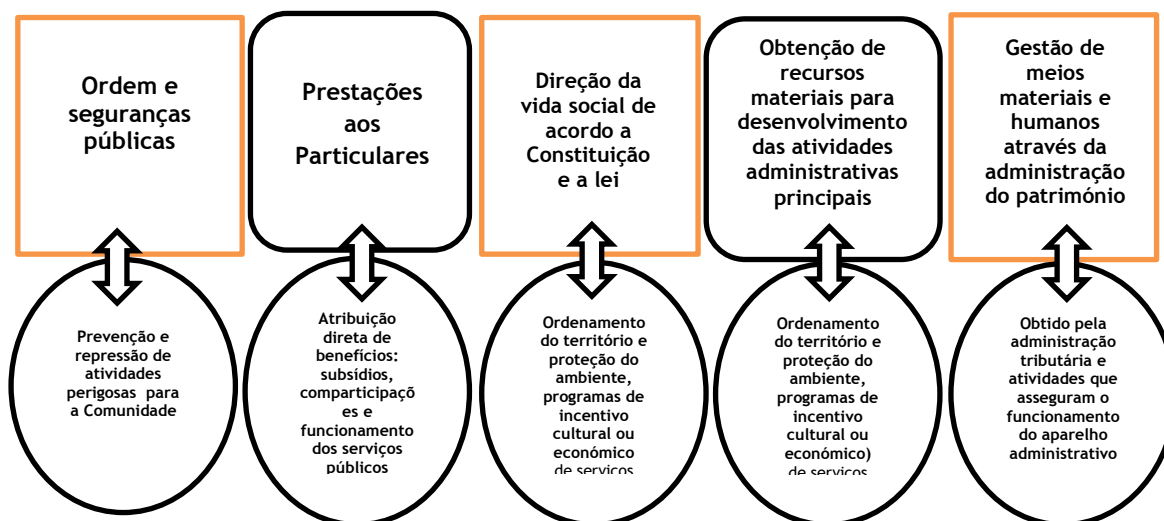 Ordem e
seguranças
públicas
Prestações
aos
Particulares
Direção da
vida social de
acordo a
Constituição
e a lei
Obtenção de
recursos
materiais para
desenvolvimento
das atividades
administrativas
principais
Gestão de
meios
materiais e
humanos
através da
administração
do património
Prevenção e
repressão de
atividades
perigosas para
a Comunidade
Atribuição
direta de
benefícios:
subsídios,
comparticipaçõ
es e
funcionamento
dos serviços
públicos
Ordenamento
do território e
proteção do
ambiente,
programas de
incentivo
cultural ou
económico
de serviços
Ordenamento
do território e
proteção do
ambiente,
programas de
incentivo
cultural ou
económico)
de serviços
Obtido pela
administração
tributária e
atividades que
asseguram o
funcionamento
do aparelho
administrativo